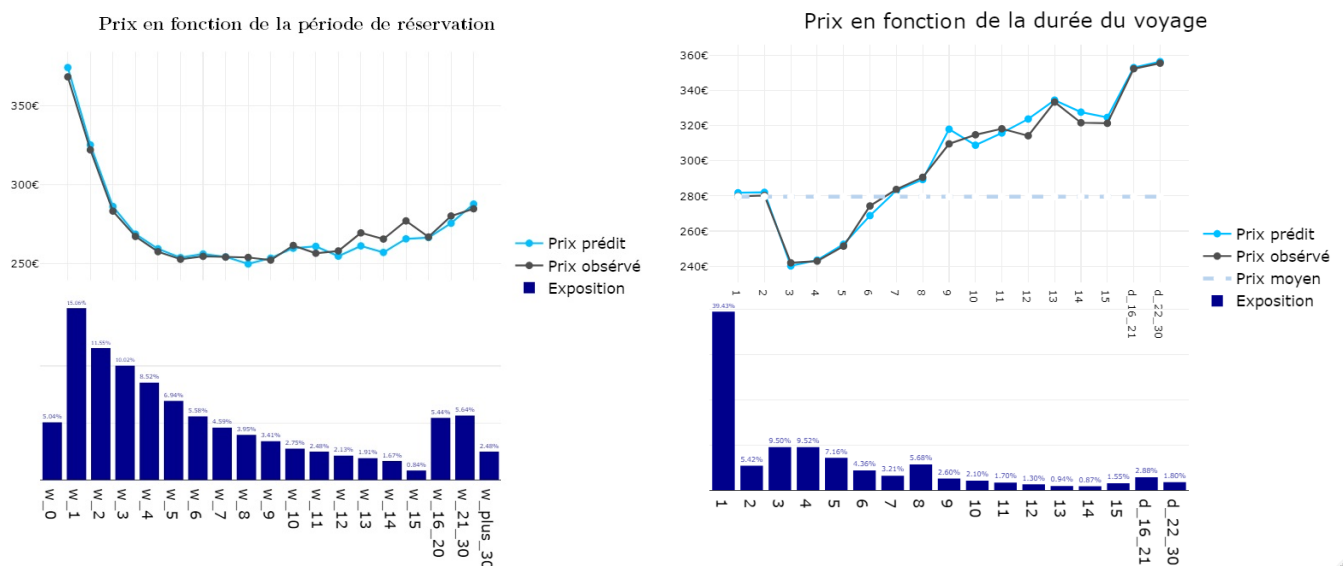 Prix en fonction de la période de réservation
350€
300€
250€
Prix prédit
Prix obsérvé
Exposition
5.04%
15.06%
11.55%
10.02%
8.52%
6.94%
5.58%
4.59%
3.95%
3.41%
2.75%
2.48%
2.13%
1.91%
1.67%
0.84%
5.44%
5.64%
2.48%
w_0
w_1
w_2
w_3
w_4
w_5
w_6
w_7
w_8
w_9
w_10
w_11
w_12
w_13
w_14
w_15
w_16_20
w_21_30
w_plus_30
Prix en fonction de la durée du voyage
360€
340€
320€
300€
280€
260€
240€
1
2
3
4
5
6
7
8
9
10
11
12
13
14
15
d_16_21
d_22_30
Prix prédit
Prix obsérvé
Prix moyen
Exposition
39.43%
5.42%
9.50%
9.52%
7.16%
4.36%
3.21%
5.68%
2.60%
2.10%
1.70%
1.30%
0.94%
0.87%
1.55%
2.88%
1.80%
1
2
3
4
5
6
7
8
9
10
11
12
13
14
15
d_16_21
d_22_30